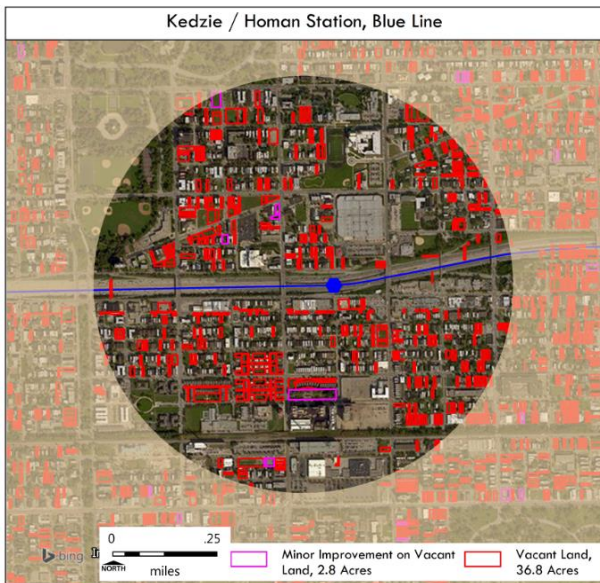 Kedzie / Homan Station, Blue Line
0 .25
NORTH miles
bing
Minor Improvement on Vacant
Land, 2.8 Acres
Vacant Land,
36.8 Acres